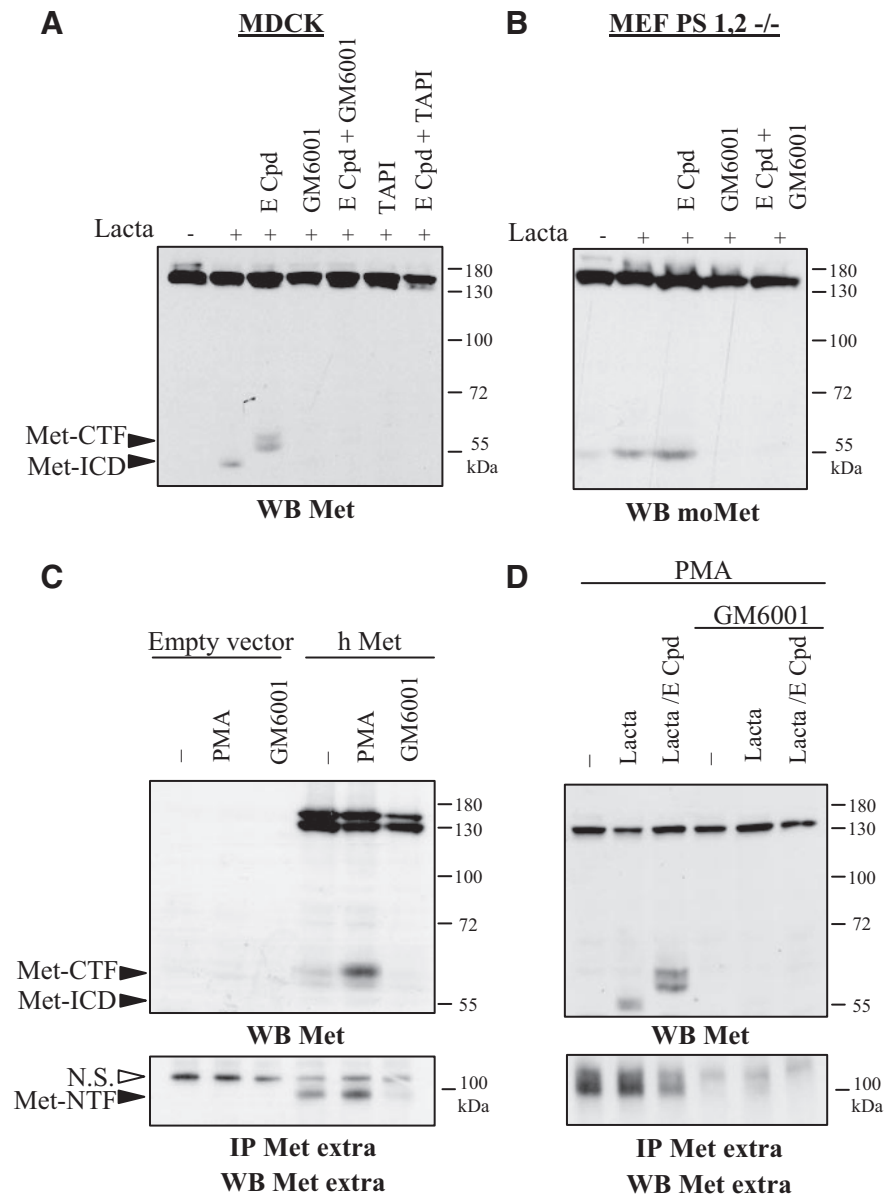 A
MDCK
E Cpd
GM6001
E Cpd + GM6001
TAPI
E Cpd + TAPI
Lacta - + + + + + +
180
130
100
72
55
kDa
Met-CTF
Met-ICD
WB Met
B
MEF PS 1,2 -/-
E Cpd
GM6001
E Cpd +
GM6001
Lacta - + + + +
180
130
100
72
55
kDa
WB moMet
C
Empty vector h Met
– PMA GM6001 – PMA GM6001
180
130
100
72
55
Met-CTF
Met-ICD
WB Met
N.S.
Met-NTF
100
kDa
IP Met extra
WB Met extra
D
PMA
GM6001
– Lacta Lacta /E Cpd – Lacta Lacta /E Cpd
180
130
100
72
55
WB Met
100
kDa
IP Met extra
WB Met extra